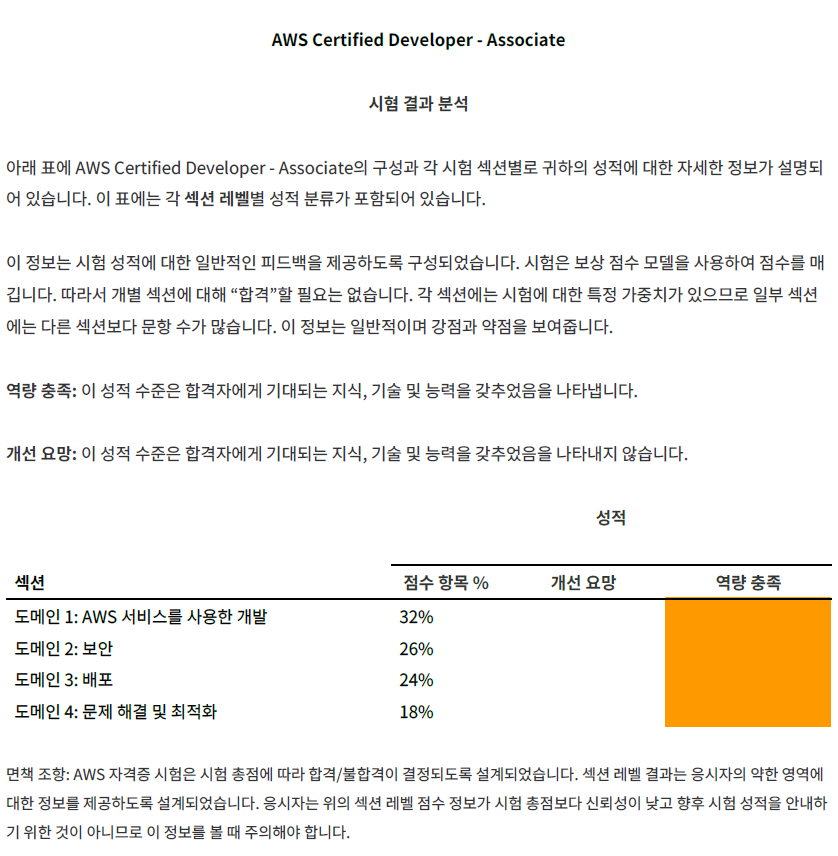 AWS Certified Developer - Associate
시험 결과 분석
아래 표에 AWS Certified Developer - Associate의 구성과 각 시험 섹션별로 귀하의 성적에 대한 자세한 정보가 설명되
어 있습니다. 이 표에는 각 섹션 레벨별 성적 분류가 포함되어 있습니다.
이 정보는 시험 성적에 대한 일반적인 피드백을 제공하도록 구성되었습니다. 시험은 보상 점수 모델을 사용하여 점수를 매
깁니다. 따라서 개별 섹션에 대해 “합격”할 필요는 없습니다. 각 섹션에는 시험에 대한 특정 가중치가 있으므로 일부 섹션
에는 다른 섹션보다 문항 수가 많습니다. 이 정보는 일반적이며 강점과 약점을 보여줍니다.
역량 충족: 이 성적 수준은 합격자에게 기대되는 지식, 기술 및 능력을 갖추었음을 나타냅니다.
개선 요망: 이 성적 수준은 합격자에게 기대되는 지식, 기술 및 능력을 갖추었음을 나타내지 않습니다.
성적
섹션 점수 항목 % 개선 요망 역량 충족
도메인 1: AWS 서비스를 사용한 개발 32%
도메인 2: 보안 26%
도메인 3: 배포 24%
도메인 4: 문제 해결 및 최적화 18%
면책 조항: AWS 자격증 시험은 시험 총점에 따라 합격/불합격이 결정되도록 설계되었습니다. 섹션 레벨 결과는 응시자의 약한 영역에
대한 정보를 제공하도록 설계되었습니다. 응시자는 위의 섹션 레벨 점수 정보가 시험 총점보다 신뢰성이 낮고 향후 시험 성적을 안내하
기 위한 것이 아니므로 이 정보를 볼 때 주의해야 합니다.